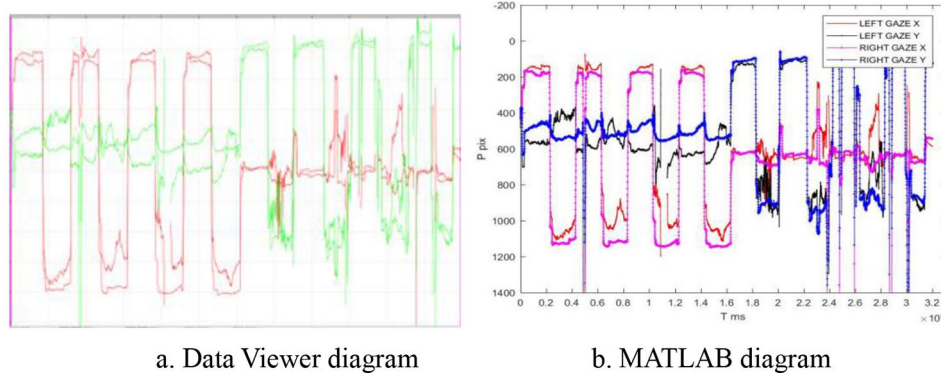 -200
0
200
400
600
800
1000
1200
1400
P pix
LEFT GAZE X
LEFT GAZE Y
RIGHT GAZE X
RIGHT GAZE Y
0 0.2 0.4 0.6 0.8 1 1.2 1.4 1.6 1.8 2 2.2 2.4 2.6 2.8 3 3.2
T ms
a. Data Viewer diagram
b. MATLAB diagram